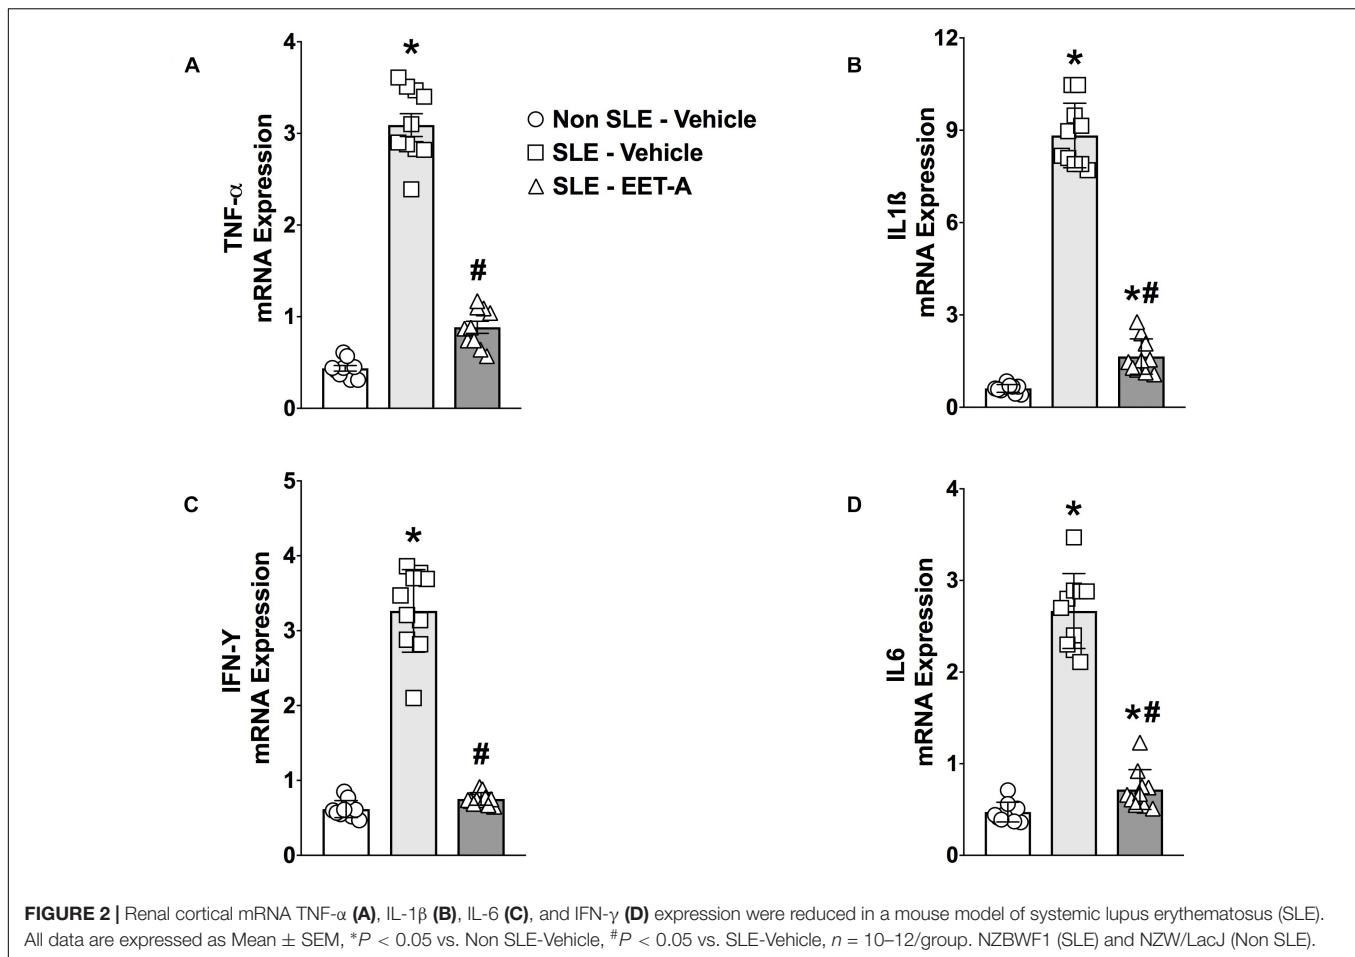 A
TNF-α
mRNA Expression
4
3
2
1
0
*
#
Non SLE - Vehicle
SLE - Vehicle
SLE - EET-A
B
IL1ß
mRNA Expression
12
9
6
3
0
*
*#
C
IFN-Y
mRNA Expression
5
4
3
2
1
0
*
#
D
IL6
mRNA Expression
4
3
2
1
0
*
*#
FIGURE 2 | Renal cortical mRNA TNF-α (A), IL-1β (B), IL-6 (C), and IFN-γ (D) expression were reduced in a mouse model of systemic lupus erythematosus (SLE).
All data are expressed as Mean ± SEM, *P < 0.05 vs. Non SLE-Vehicle, #P < 0.05 vs. SLE-Vehicle, n = 10–12/group. NZBWF1 (SLE) and NZW/LacJ (Non SLE).